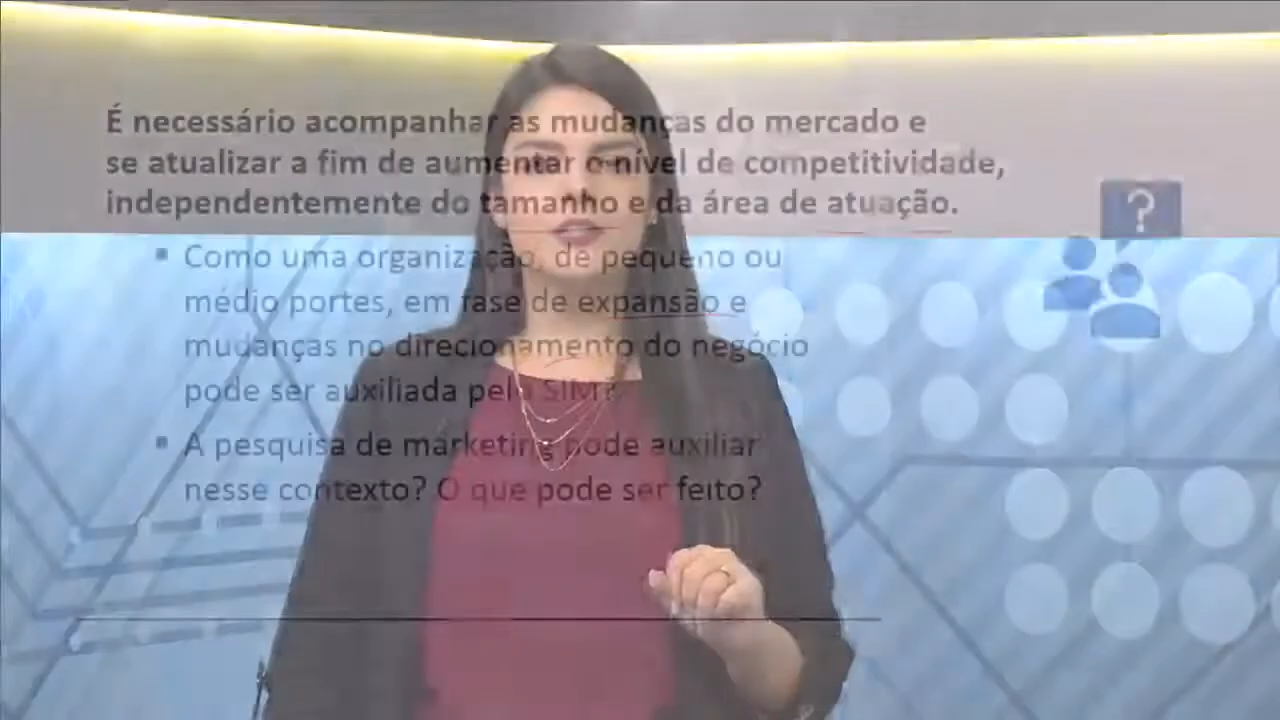 É necessário acompanhar as mudanças do mercado e
se atualizar a fim de aumentar o nível de competitividade,
independentemente do tamanho e da área de atuação.
▪ Como uma organização, de pequeno ou
médio portes, em fase de expansão e
mudanças no direcionamento do negócio
pode ser auxiliada pelo SIM?
▪ A pesquisa de marketing pode auxiliar
nesse contexto? O que pode ser feito?
?